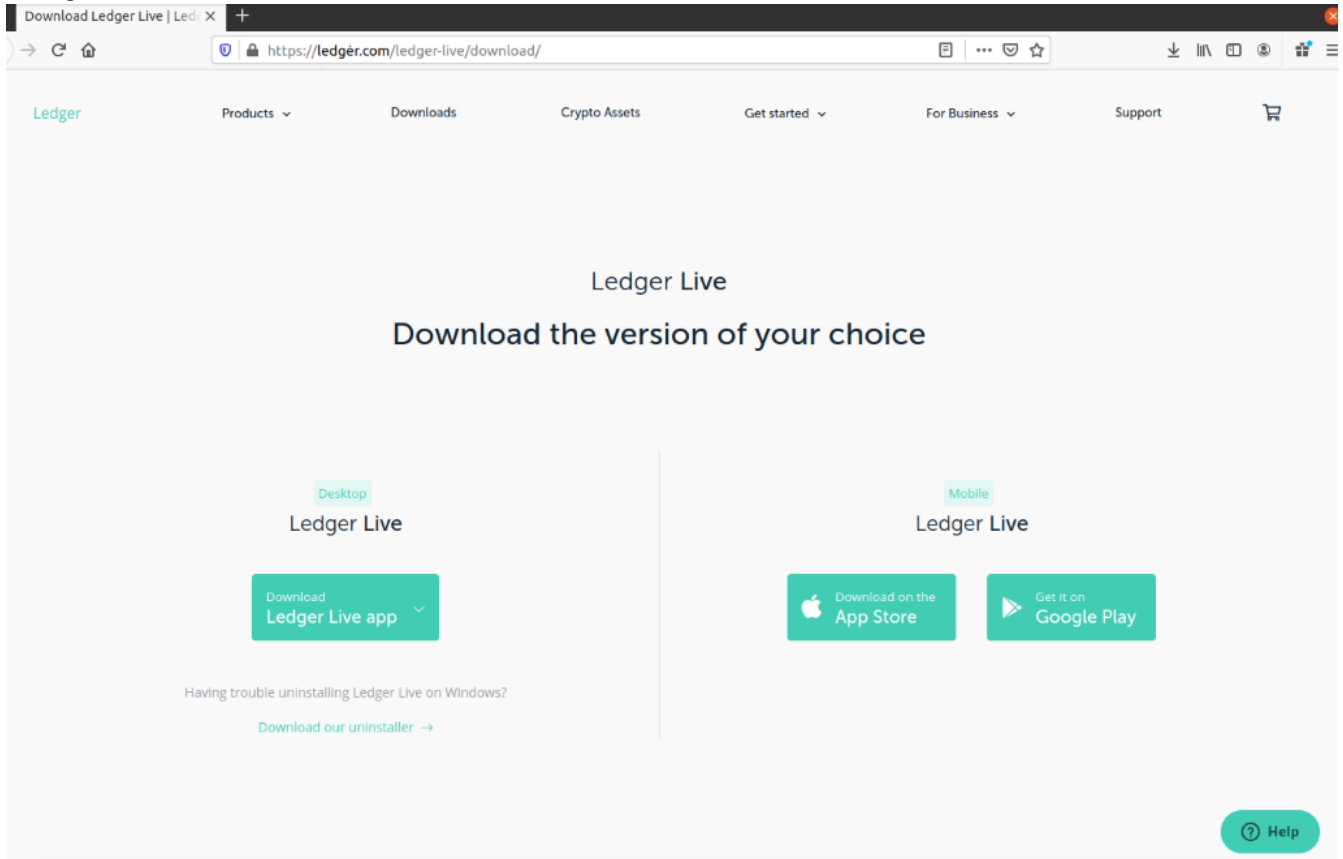 Download Ledger Live | Led
https://ledgėr.com/ledger-live/download/
Ledger Products Downloads Crypto Assets Get started For Business Support
Ledger Live
Download the version of your choice
Desktop
Ledger Live
Download
Ledger Live app
Having trouble uninstalling Ledger Live on Windows?
Download our uninstaller →
Mobile
Ledger Live
Download on the
App Store
Get it on
Google Play
Help